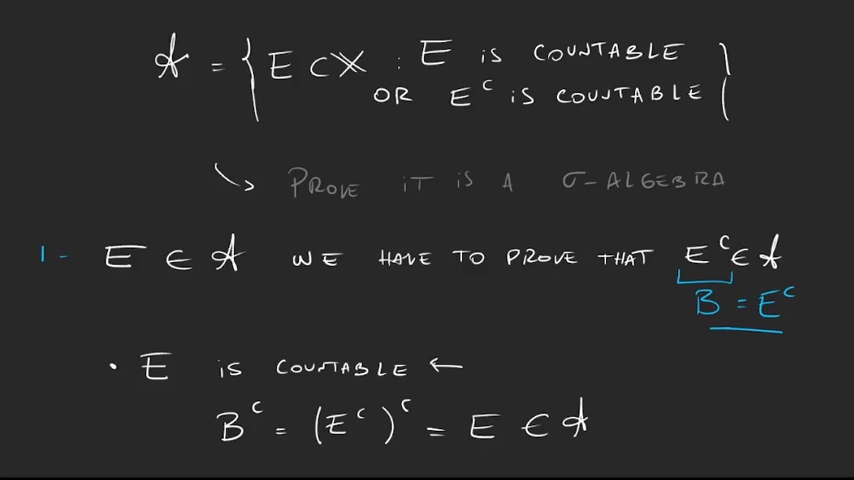 𝒜 = { E ⊂ X : E IS COUNTABLE
OR E^C IS COUNTABLE }
↘ PROVE IT IS A σ-ALGEBRA
1- E ∈ 𝒜 WE HAVE TO PROVE THAT E^C ∈ 𝒜
B = E^C
• E IS COUNTABLE ←
B^C = (E^C)^C = E ∈ 𝒜